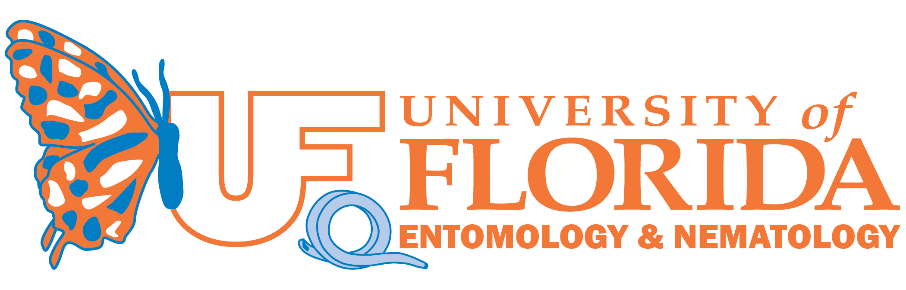 UF
UNIVERSITY of
FLORIDA
ENTOMOLOGY & NEMATOLOGY